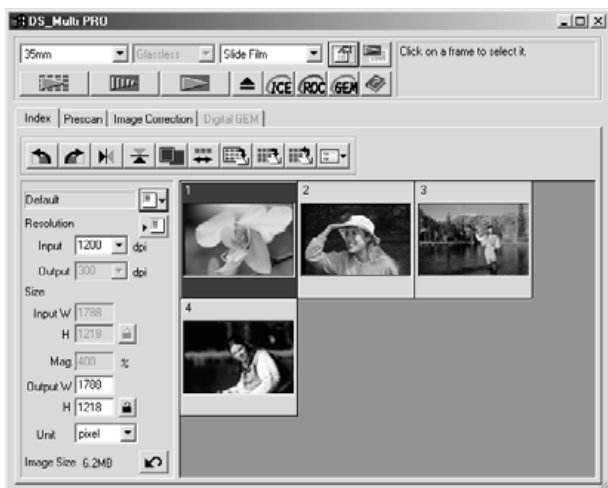 DS_Multi PRO
35mm Glassless Slide Film Click on a frame to select it.
ICE ROC GEM
Index Prescan Image Correction Digital GEM
Default
Resolution
Input 1200 dpi
Output 300 dpi
Size
Input W 1788
H 1218
Mag 400 %
Output W 1788
H 1218
Unit pixel
Image Size 6.2MB
1 2 3
4